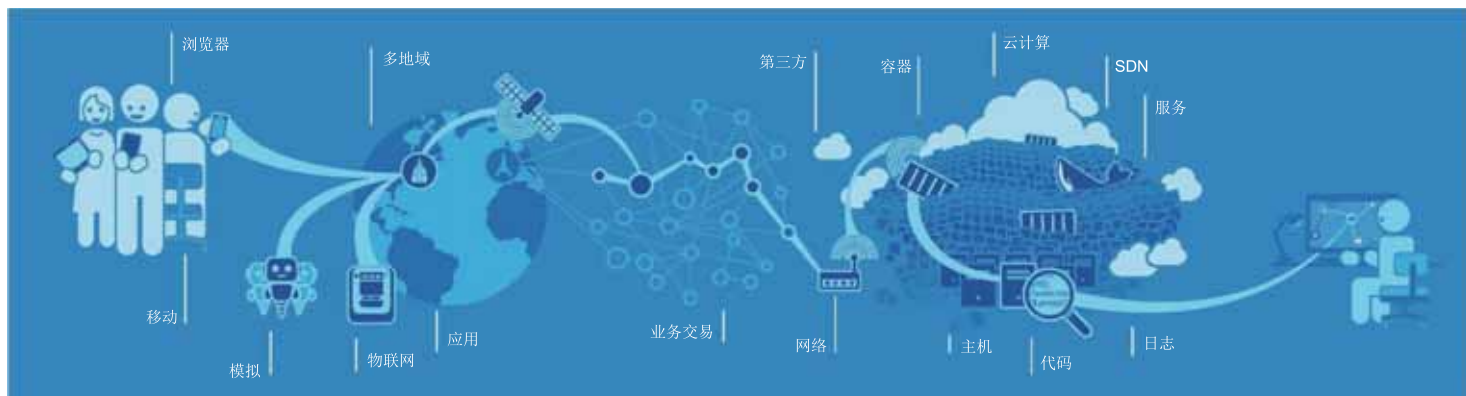 浏览器
多地域
第三方
容器
云计算
SDN
服务
移动
模拟
物联网
应用
业务交易
网络
主机
代码
日志